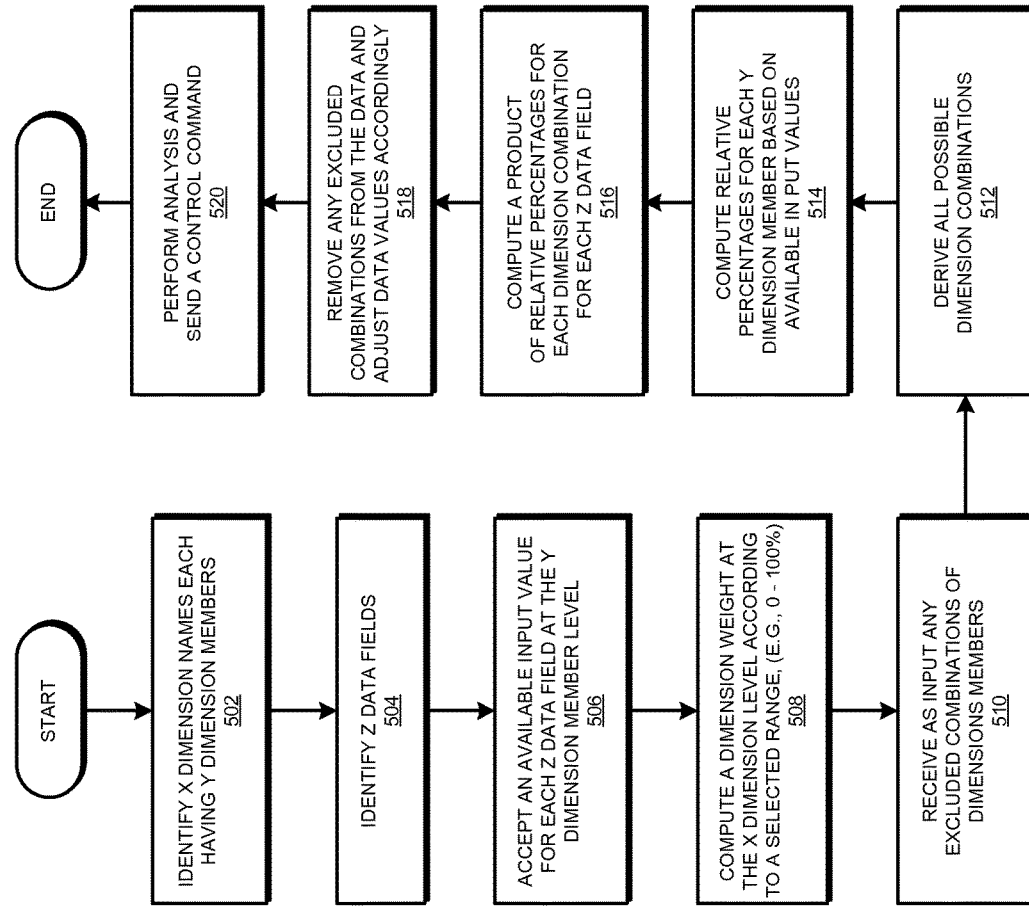 START
IDENTIFY X DIMENSION NAMES EACH
HAVING Y DIMENSION MEMBERS
502
IDENTIFY Z DATA FIELDS
504
ACCEPT AN AVAILABLE INPUT VALUE
FOR EACH Z DATA FIELD AT THE Y
DIMENSION MEMBER LEVEL
506
COMPUTE A DIMENSION WEIGHT AT
THE X DIMENSION LEVEL ACCORDING
TO A SELECTED RANGE, (E.G., 0 - 100%)
508
RECEIVE AS INPUT ANY
EXCLUDED COMBINATIONS OF
DIMENSIONS MEMBERS
510
DERIVE ALL POSSIBLE
DIMENSION COMBINATIONS
512
COMPUTE RELATIVE
PERCENTAGES FOR EACH Y
DIMENSION MEMBER BASED ON
AVAILABLE IN PUT VALUES
514
COMPUTE A PRODUCT
OF RELATIVE PERCENTAGES FOR
EACH DIMENSION COMBINATION
FOR EACH Z DATA FIELD
516
REMOVE ANY EXCLUDED
COMBINATIONS FROM THE DATA AND
ADJUST DATA VALUES ACCORDINGLY
518
PERFORM ANALYSIS AND
SEND A CONTROL COMMAND
520
END